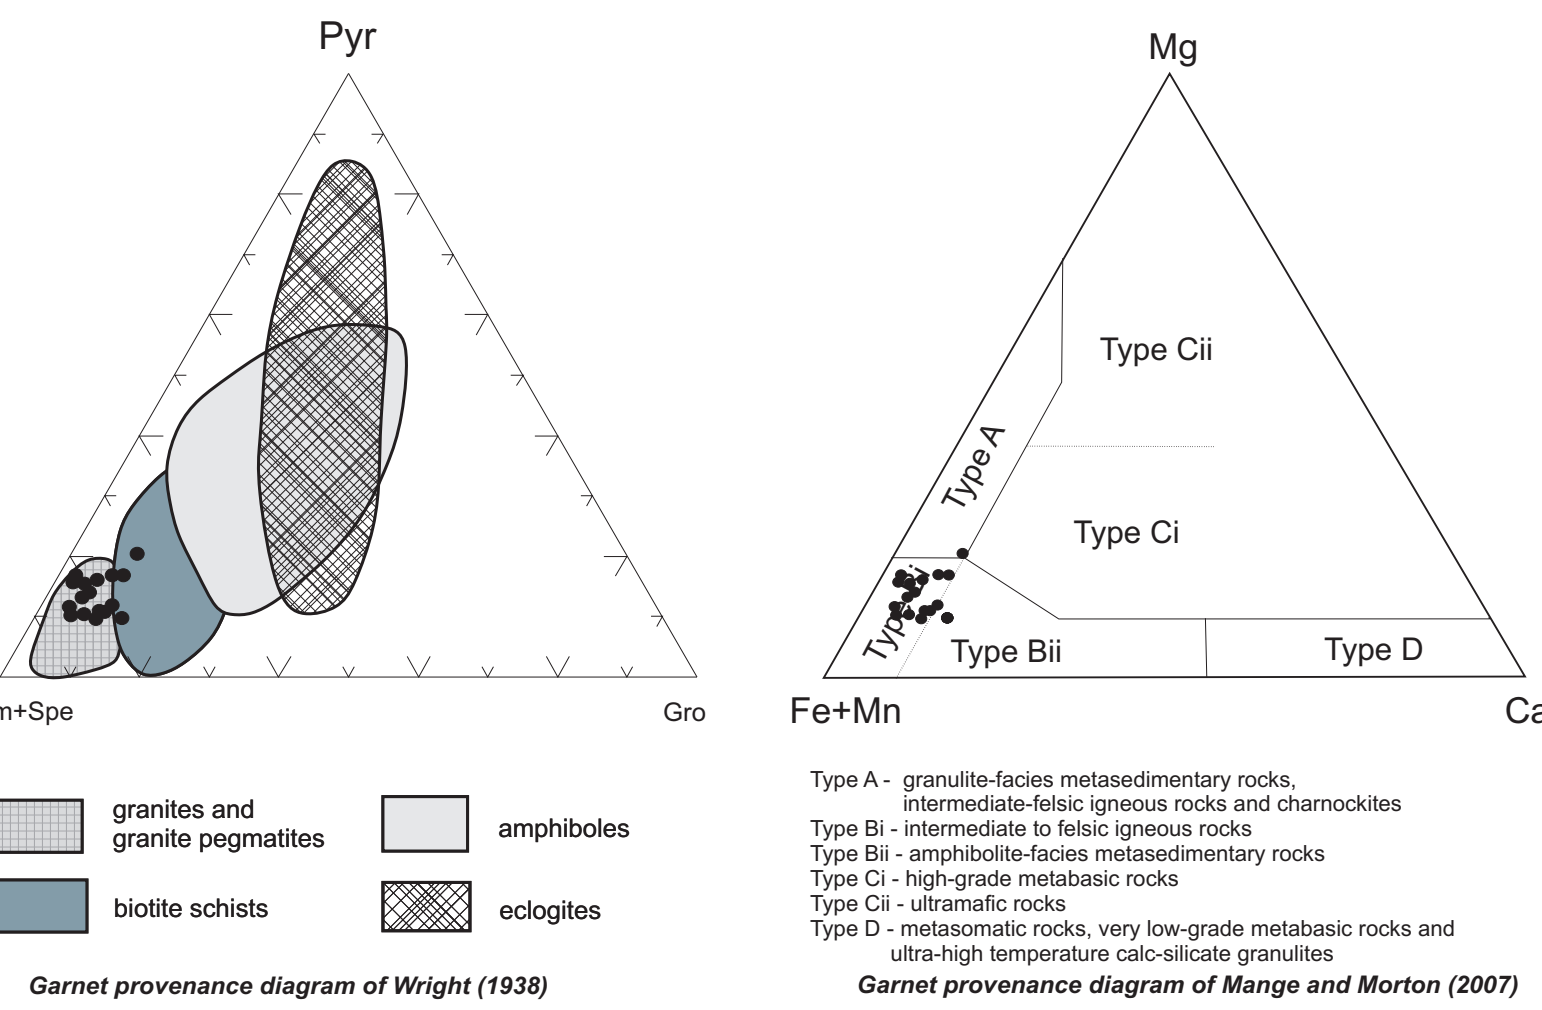 Pyr
m+Spe
Gro
granites and
granite pegmatites
amphiboles
biotite schists
eclogites
Garnet provenance diagram of Wright (1938)
Mg
Type Cii
Type A
Type Ci
Type Bi
Type Bii
Type D
Fe+Mn
Ca
Type A - granulite-facies metasedimentary rocks,
intermediate-felsic igneous rocks and charnockites
Type Bi - intermediate to felsic igneous rocks
Type Bii - amphibolite-facies metasedimentary rocks
Type Ci - high-grade metabasic rocks
Type Cii - ultramafic rocks
Type D - metasomatic rocks, very low-grade metabasic rocks and
ultra-high temperature calc-silicate granulites
Garnet provenance diagram of Mange and Morton (2007)